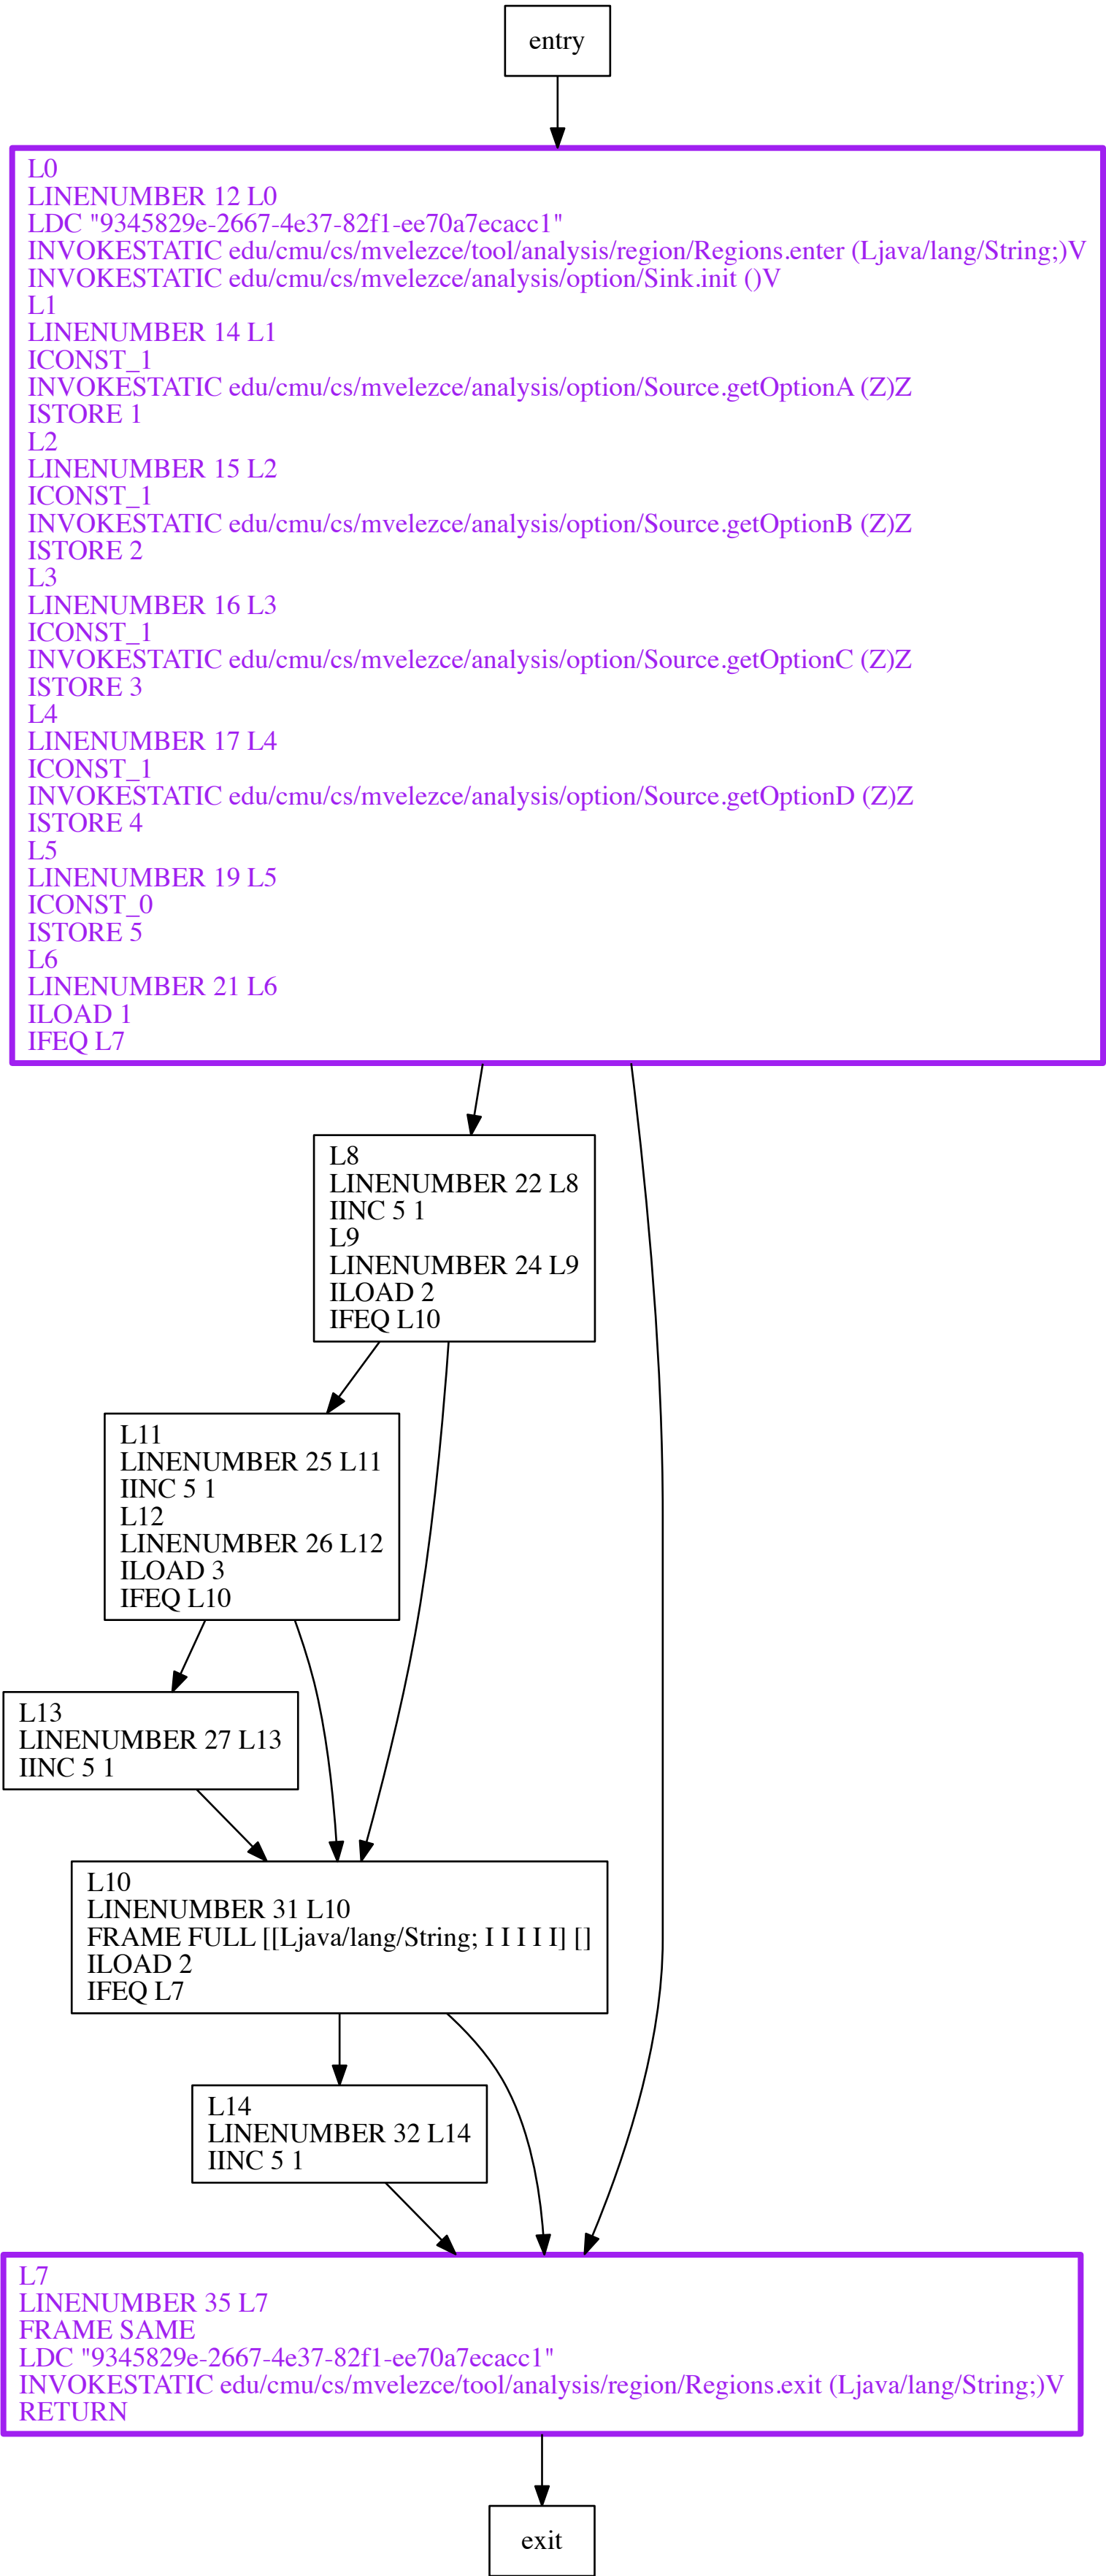 entry
L0
LINENUMBER 12 L0
LDC "9345829e-2667-4e37-82f1-ee70a7ecacc1"
INVOKESTATIC edu/cmu/cs/mvelezce/tool/analysis/region/Regions.enter (Ljava/lang/String;)V
INVOKESTATIC edu/cmu/cs/mvelezce/analysis/option/Sink.init ()V
L1
LINENUMBER 14 L1
ICONST_1
INVOKESTATIC edu/cmu/cs/mvelezce/analysis/option/Source.getOptionA (Z)Z
ISTORE 1
L2
LINENUMBER 15 L2
ICONST_1
INVOKESTATIC edu/cmu/cs/mvelezce/analysis/option/Source.getOptionB (Z)Z
ISTORE 2
L3
LINENUMBER 16 L3
ICONST_1
INVOKESTATIC edu/cmu/cs/mvelezce/analysis/option/Source.getOptionC (Z)Z
ISTORE 3
L4
LINENUMBER 17 L4
ICONST_1
INVOKESTATIC edu/cmu/cs/mvelezce/analysis/option/Source.getOptionD (Z)Z
ISTORE 4
L5
LINENUMBER 19 L5
ICONST_0
ISTORE 5
L6
LINENUMBER 21 L6
ILOAD 1
IFEQ L7
L8
LINENUMBER 22 L8
IINC 5 1
L9
LINENUMBER 24 L9
ILOAD 2
IFEQ L10
L11
LINENUMBER 25 L11
IINC 5 1
L12
LINENUMBER 26 L12
ILOAD 3
IFEQ L10
L13
LINENUMBER 27 L13
IINC 5 1
L10
LINENUMBER 31 L10
FRAME FULL [[Ljava/lang/String; I I I I I] []
ILOAD 2
IFEQ L7
L14
LINENUMBER 32 L14
IINC 5 1
L7
LINENUMBER 35 L7
FRAME SAME
LDC "9345829e-2667-4e37-82f1-ee70a7ecacc1"
INVOKESTATIC edu/cmu/cs/mvelezce/tool/analysis/region/Regions.exit (Ljava/lang/String;)V
RETURN
exit